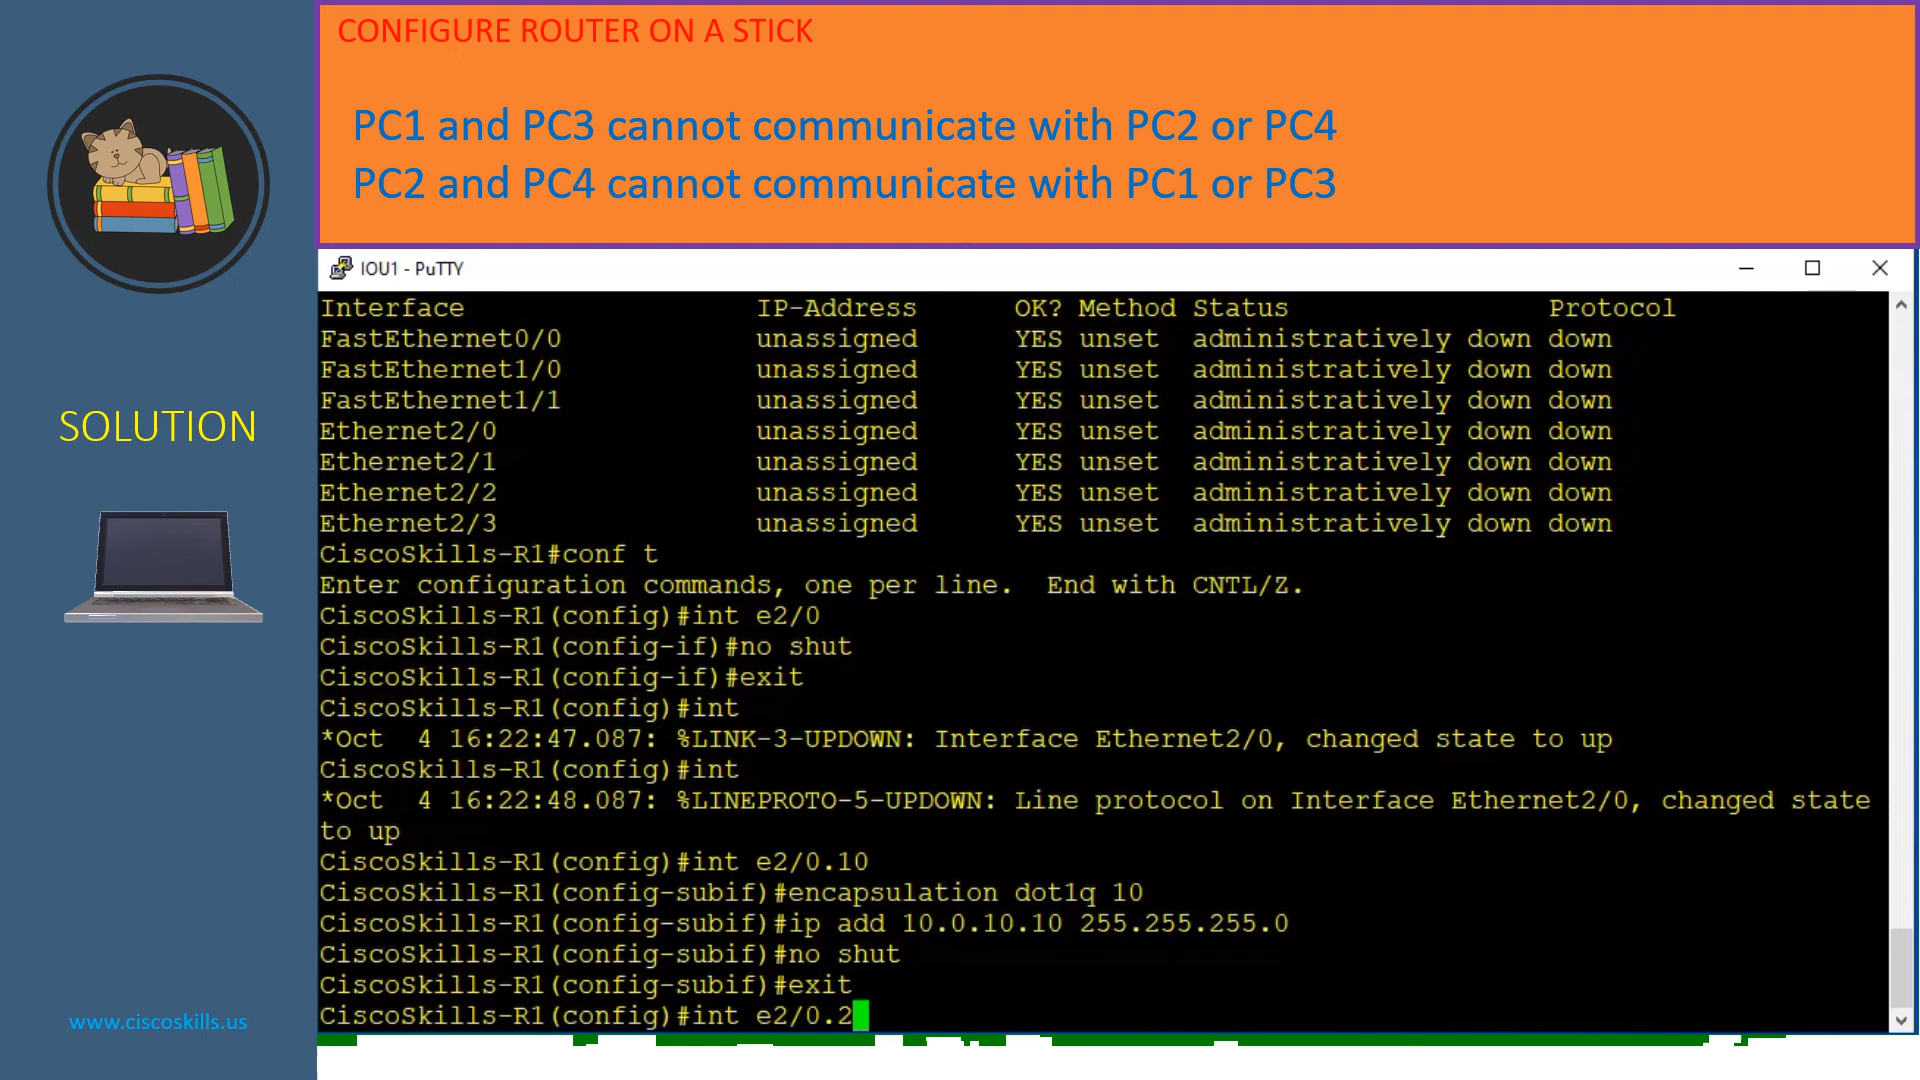 CONFIGURE ROUTER ON A STICK
PC1 and PC3 cannot communicate with PC2 or PC4
PC2 and PC4 cannot communicate with PC1 or PC3
SOLUTION
www.ciscoskills.us
IOU1 - PuTTY
Interface IP-Address OK? Method Status Protocol
FastEthernet0/0 unassigned YES unset administratively down down
FastEthernet1/0 unassigned YES unset administratively down down
FastEthernet1/1 unassigned YES unset administratively down down
Ethernet2/0 unassigned YES unset administratively down down
Ethernet2/1 unassigned YES unset administratively down down
Ethernet2/2 unassigned YES unset administratively down down
Ethernet2/3 unassigned YES unset administratively down down
CiscoSkills-R1#conf t
Enter configuration commands, one per line.  End with CNTL/Z.
CiscoSkills-R1(config)#int e2/0
CiscoSkills-R1(config-if)#no shut
CiscoSkills-R1(config-if)#exit
CiscoSkills-R1(config)#int
*Oct  4 16:22:47.087: %LINK-3-UPDOWN: Interface Ethernet2/0, changed state to up
CiscoSkills-R1(config)#int
*Oct  4 16:22:48.087: %LINEPROTO-5-UPDOWN: Line protocol on Interface Ethernet2/0, changed state
to up
CiscoSkills-R1(config)#int e2/0.10
CiscoSkills-R1(config-subif)#encapsulation dot1q 10
CiscoSkills-R1(config-subif)#ip add 10.0.10.10 255.255.255.0
CiscoSkills-R1(config-subif)#no shut
CiscoSkills-R1(config-subif)#exit
CiscoSkills-R1(config)#int e2/0.2